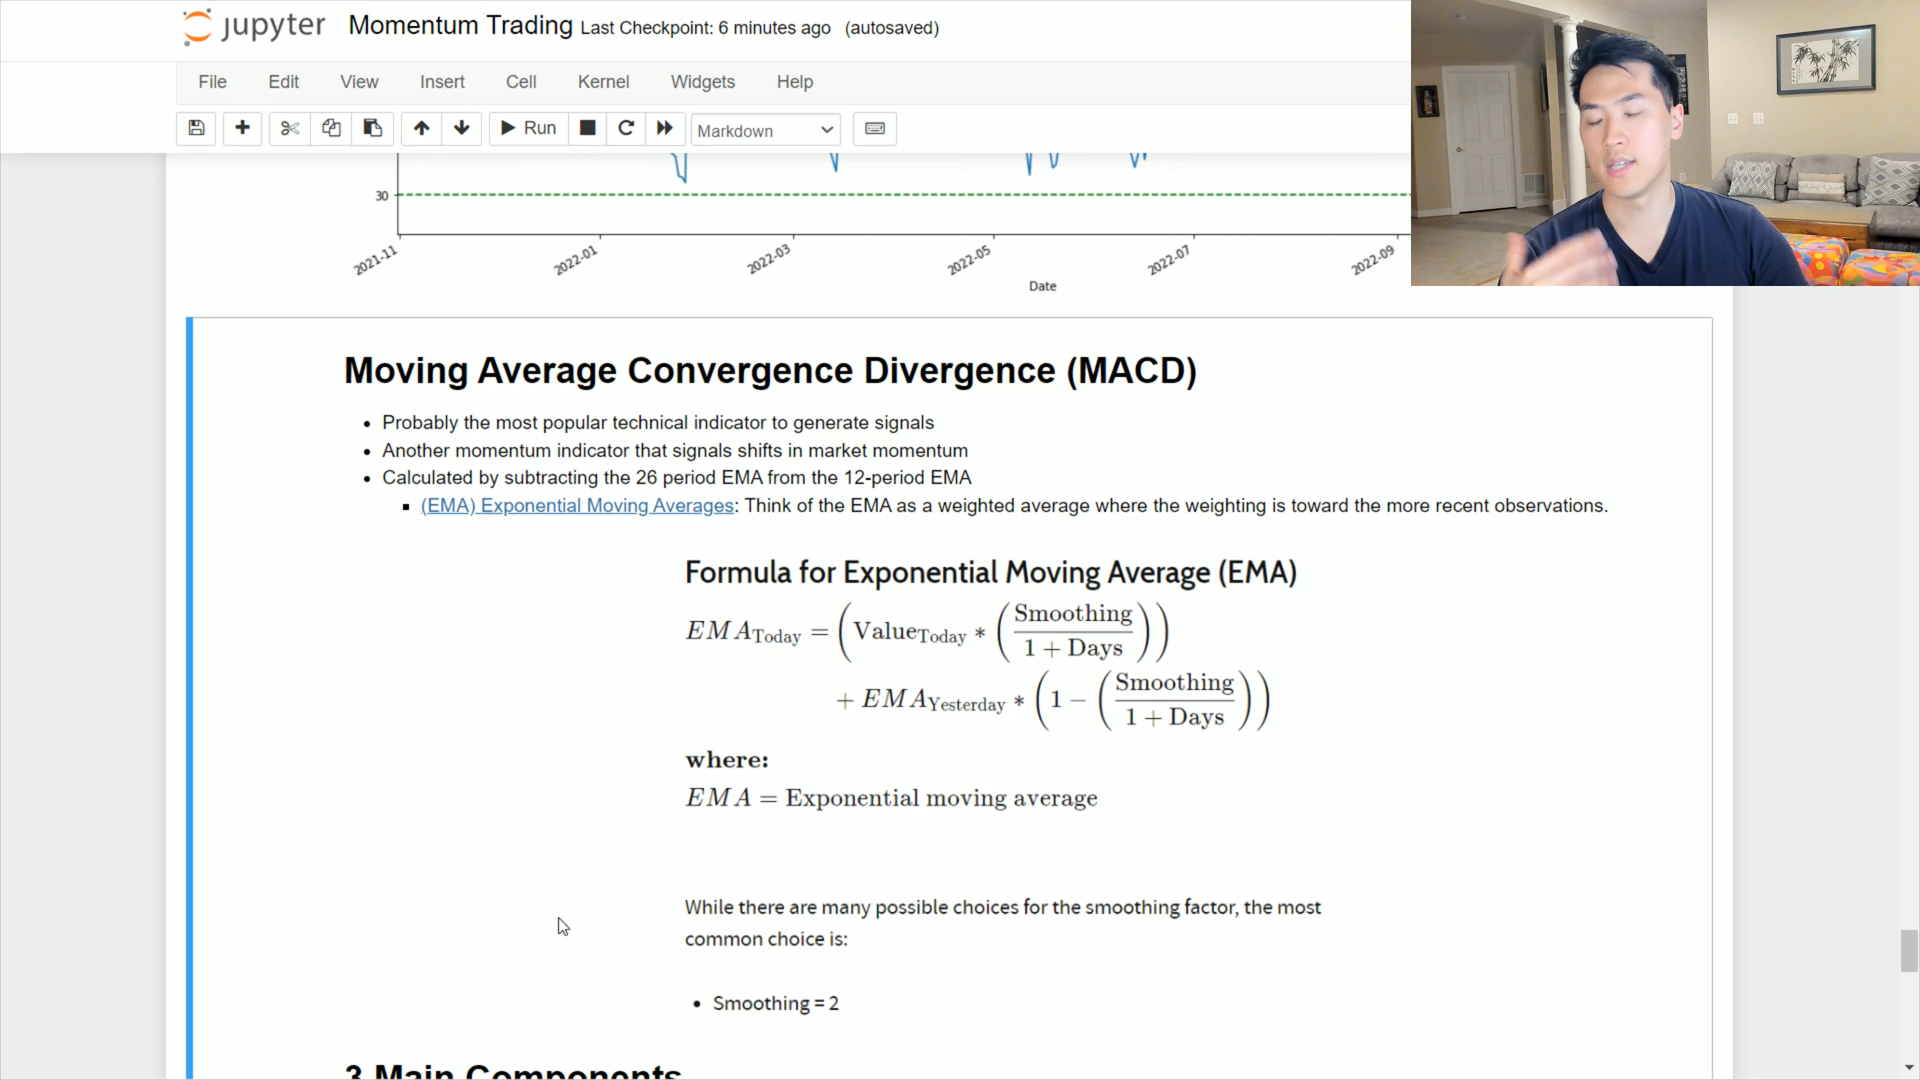 jupyter Momentum Trading Last Checkpoint: 6 minutes ago (autosaved)
File Edit View Insert Cell Kernel Widgets Help
Run Markdown
30
2021-11 2022-01 2022-03 2022-05 2022-07 2022-09
Date
Moving Average Convergence Divergence (MACD)
• Probably the most popular technical indicator to generate signals
• Another momentum indicator that signals shifts in market momentum
• Calculated by subtracting the 26 period EMA from the 12-period EMA
▪ (EMA) Exponential Moving Averages: Think of the EMA as a weighted average where the weighting is toward the more recent observations.
Formula for Exponential Moving Average (EMA)
EMA_Today = (Value_Today * (Smoothing / 1 + Days))
+ EMA_Yesterday * (1 − (Smoothing / 1 + Days))
where:
EMA = Exponential moving average
While there are many possible choices for the smoothing factor, the most
common choice is:
• Smoothing = 2
3 Main Components